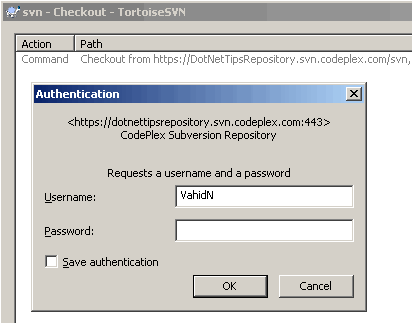 svn - Checkout - TortoiseSVN
Action Path
Command Checkout from https://DotNetTipsRepository.svn.codeplex.com/svn,
Authentication
<https://dotnettipsrepository.svn.codeplex.com:443>
CodePlex Subversion Repository
Requests a username and a password
Username: VahidN
Password:
Save authentication
OK Cancel